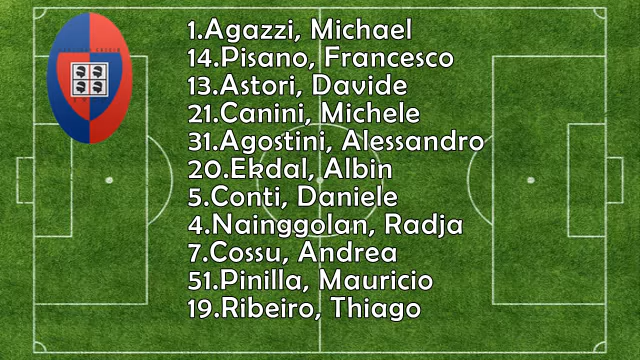 1.Agazzi, Michael
14.Pisano, Francesco
13.Astori, Davide
21.Canini, Michele
31.Agostini, Alessandro
20.Ekdal, Albin
5.Conti, Daniele
4.Nainggolan, Radja
7.Cossu, Andrea
51.Pinilla, Mauricio
19.Ribeiro, Thiago